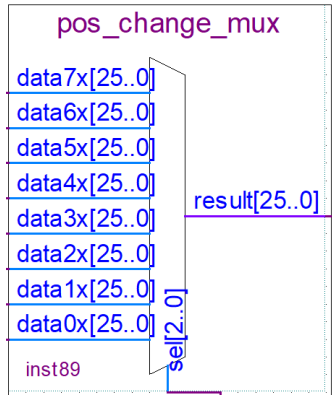 pos_change_mux
data7x[25..0]
data6x[25..0]
data5x[25..0]
data4x[25..0]
data3x[25..0]
result[25..0]
data2x[25..0]
data1x[25..0]
data0x[25..0]
sel[2..0]
inst89